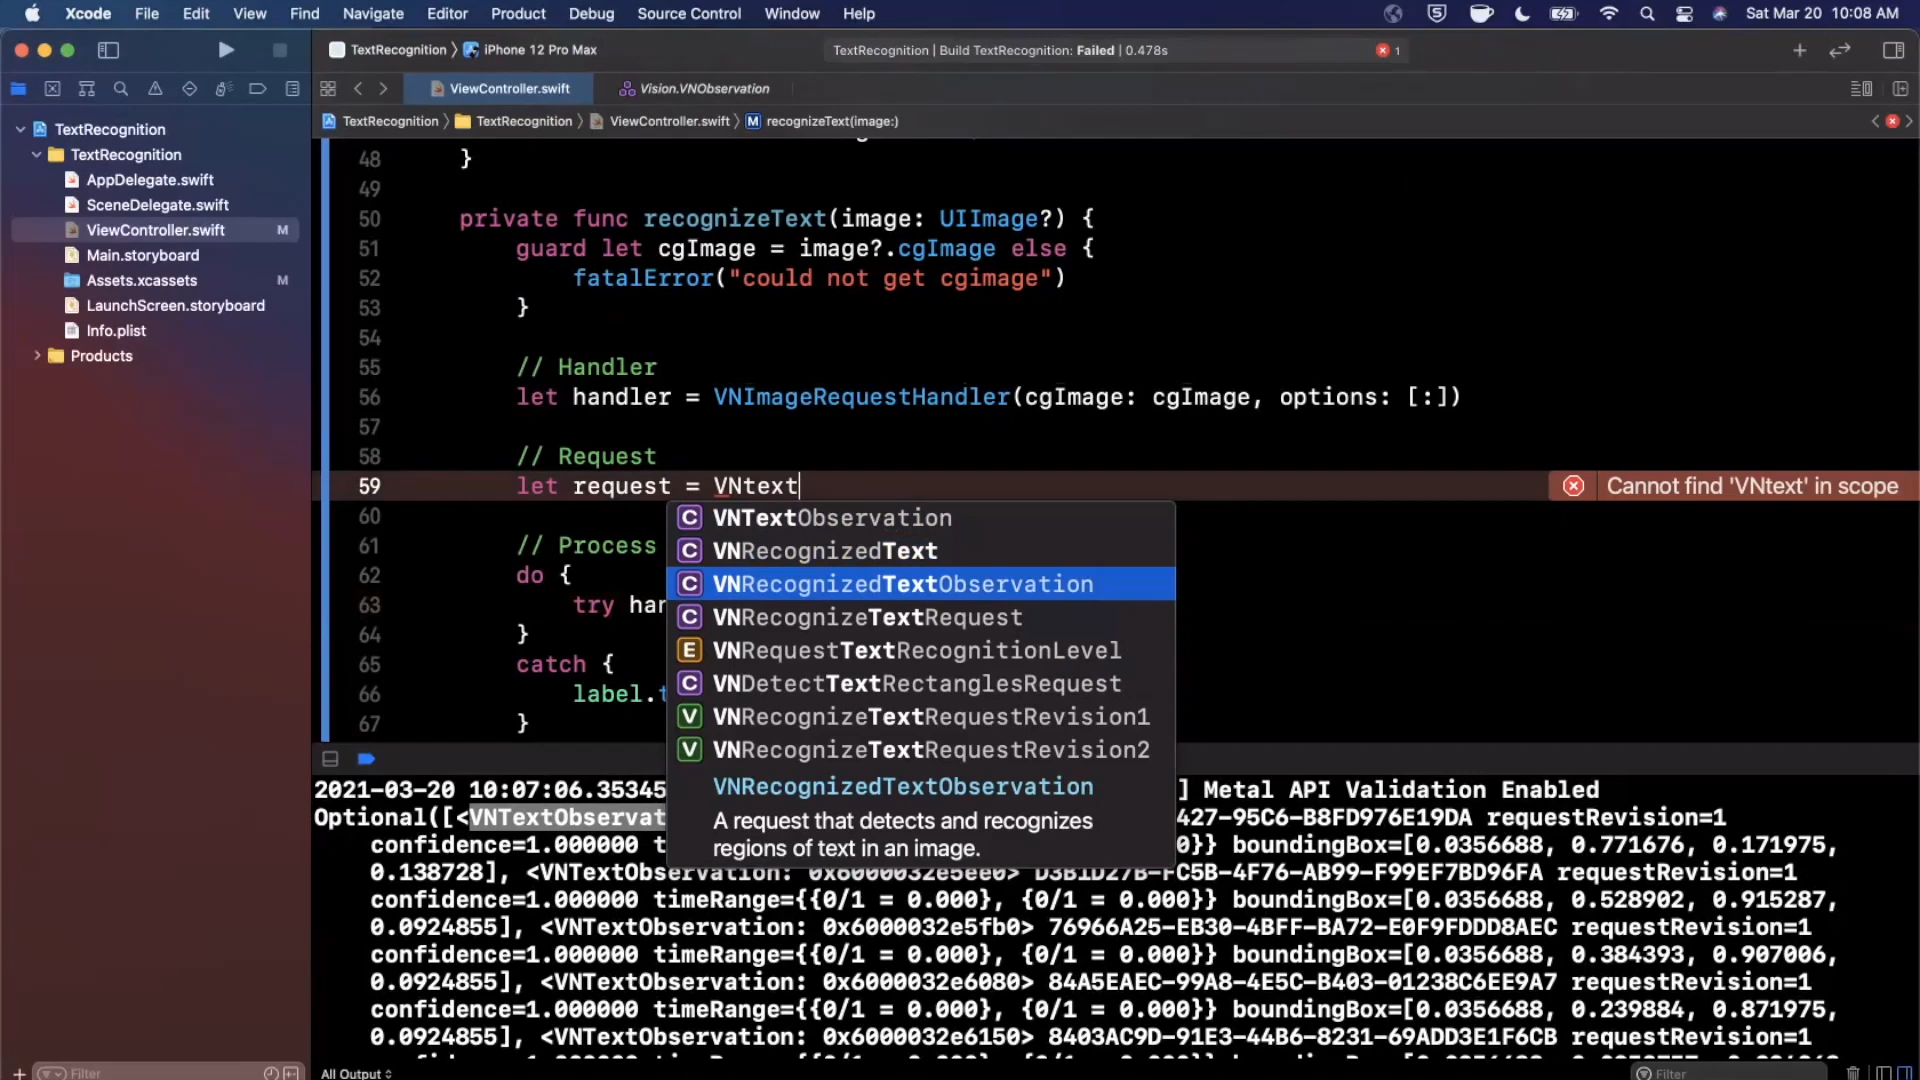 Xcode File Edit View Find Navigate Editor Product Debug Source Control Window Help Sat Mar 20 10:08 AM
TextRecognition iPhone 12 Pro Max TextRecognition | Build TextRecognition: Failed | 0.478s 1
ViewController.swift Vision.VNObservation
TextRecognition TextRecognition ViewController.swift M recognizeText(image:)
TextRecognition
TextRecognition
AppDelegate.swift
SceneDelegate.swift
ViewController.swift M
Main.storyboard
Assets.xcassets M
LaunchScreen.storyboard
Info.plist
Products
48 }
49
50 private func recognizeText(image: UIImage?) {
51 guard let cgImage = image?.cgImage else {
52 fatalError("could not get cgimage")
53 }
54
55 // Handler
56 let handler = VNImageRequestHandler(cgImage: cgImage, options: [:])
57
58 // Request
59 let request = VNtext Cannot find 'VNtext' in scope
60
61 // Process
62 do {
63 try han
64 }
65 catch {
66 label.t
67 }
C VNTextObservation
C VNRecognizedText
C VNRecognizedTextObservation
C VNRecognizeTextRequest
E VNRequestTextRecognitionLevel
C VNDetectTextRectanglesRequest
V VNRecognizeTextRequestRevision1
V VNRecognizeTextRequestRevision2
VNRecognizedTextObservation
A request that detects and recognizes
regions of text in an image.
2021-03-20 10:07:06.35345 ] Metal API Validation Enabled
Optional([<VNTextObservat 427-95C6-B8FD976E19DA requestRevision=1
confidence=1.000000 t 0}} boundingBox=[0.0356688, 0.771676, 0.171975,
0.138728], <VNTextObservation: 0x6000032e5ee0> D3B1D27B-FC5B-4F76-AB99-F99EF7BD96FA requestRevision=1
confidence=1.000000 timeRange={{0/1 = 0.000}, {0/1 = 0.000}} boundingBox=[0.0356688, 0.528902, 0.915287,
0.0924855], <VNTextObservation: 0x6000032e5fb0> 76966A25-EB30-4BFF-BA72-E0F9FDDD8AEC requestRevision=1
confidence=1.000000 timeRange={{0/1 = 0.000}, {0/1 = 0.000}} boundingBox=[0.0356688, 0.384393, 0.907006,
0.0924855], <VNTextObservation: 0x6000032e6080> 84A5EAEC-99A8-4E5C-B403-01238C6EE9A7 requestRevision=1
confidence=1.000000 timeRange={{0/1 = 0.000}, {0/1 = 0.000}} boundingBox=[0.0356688, 0.239884, 0.871975,
0.0924855], <VNTextObservation: 0x6000032e6150> 8403AC9D-91E3-44B6-8231-69ADD3E1F6CB requestRevision=1
Filter All Output Filter